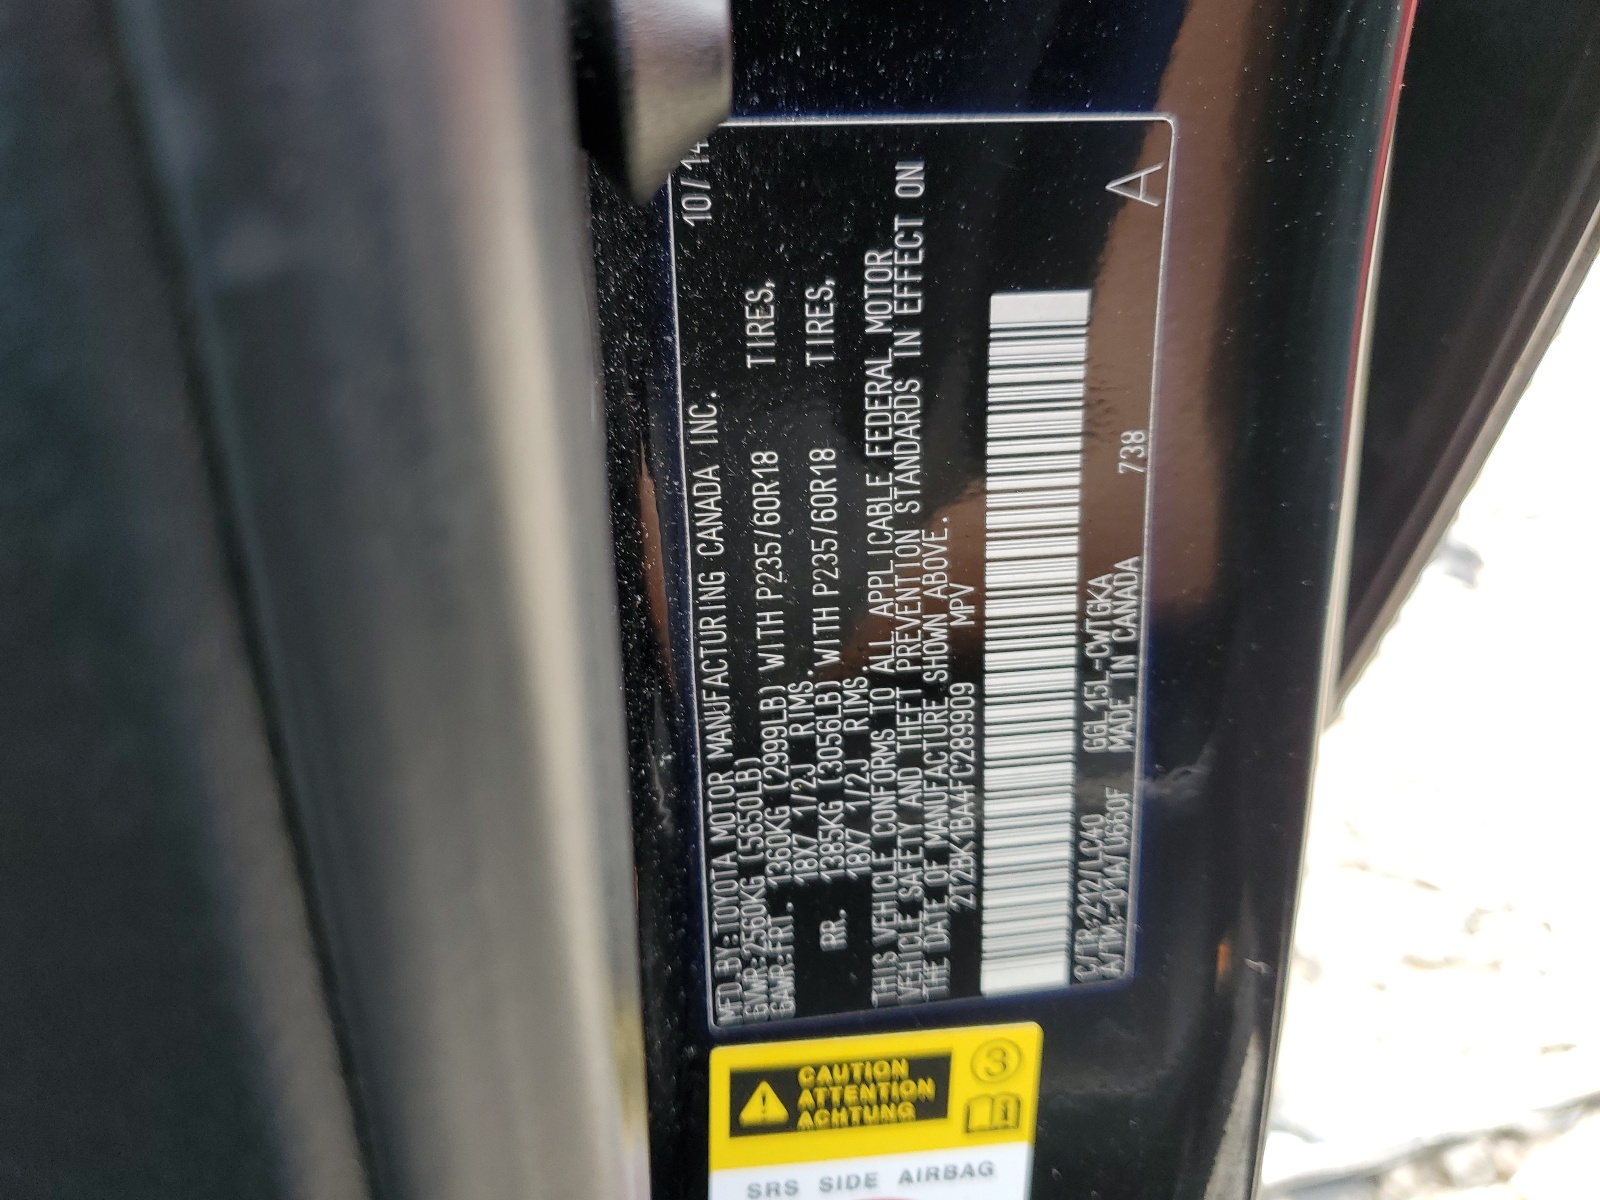 MFD.BY:TOYOTA MOTOR MANUFACTURING CANADA INC. 10/14
GVWR:2560KG (5650LB)
GAWR:FRT. 1360KG (2999LB) WITH P235/60R18 TIRES,
18X7 1/2J RIMS.
RR. 1385KG (3056LB) WITH P235/60R18 TIRES,
18X7 1/2J RIMS.
THIS VEHICLE CONFORMS TO ALL APPLICABLE FEDERAL MOTOR
VEHICLE SAFETY AND THEFT PREVENTION STANDARDS IN EFFECT ON
THE DATE OF MANUFACTURE SHOWN ABOVE.
2T2BK1BA4FC289909 MPV
C/TR:212/LC40 GGL15L-CWTGKA
A/TM:-01A/U660F MADE IN CANADA 738
A
CAUTION
ATTENTION
ACHTUNG
3
i
SRS SIDE AIRBAG